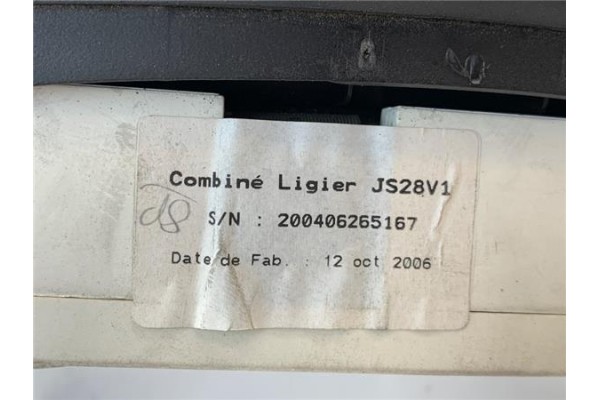 Combiné Ligier JS28V1
S/N : 200406265167
Date de Fab. : 12 oct 2006